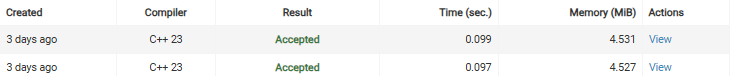 Created Compiler Result Time (sec.) Memory (MiB) Actions
3 days ago C++ 23 Accepted 0.099 4.531 View
3 days ago C++ 23 Accepted 0.097 4.527 View